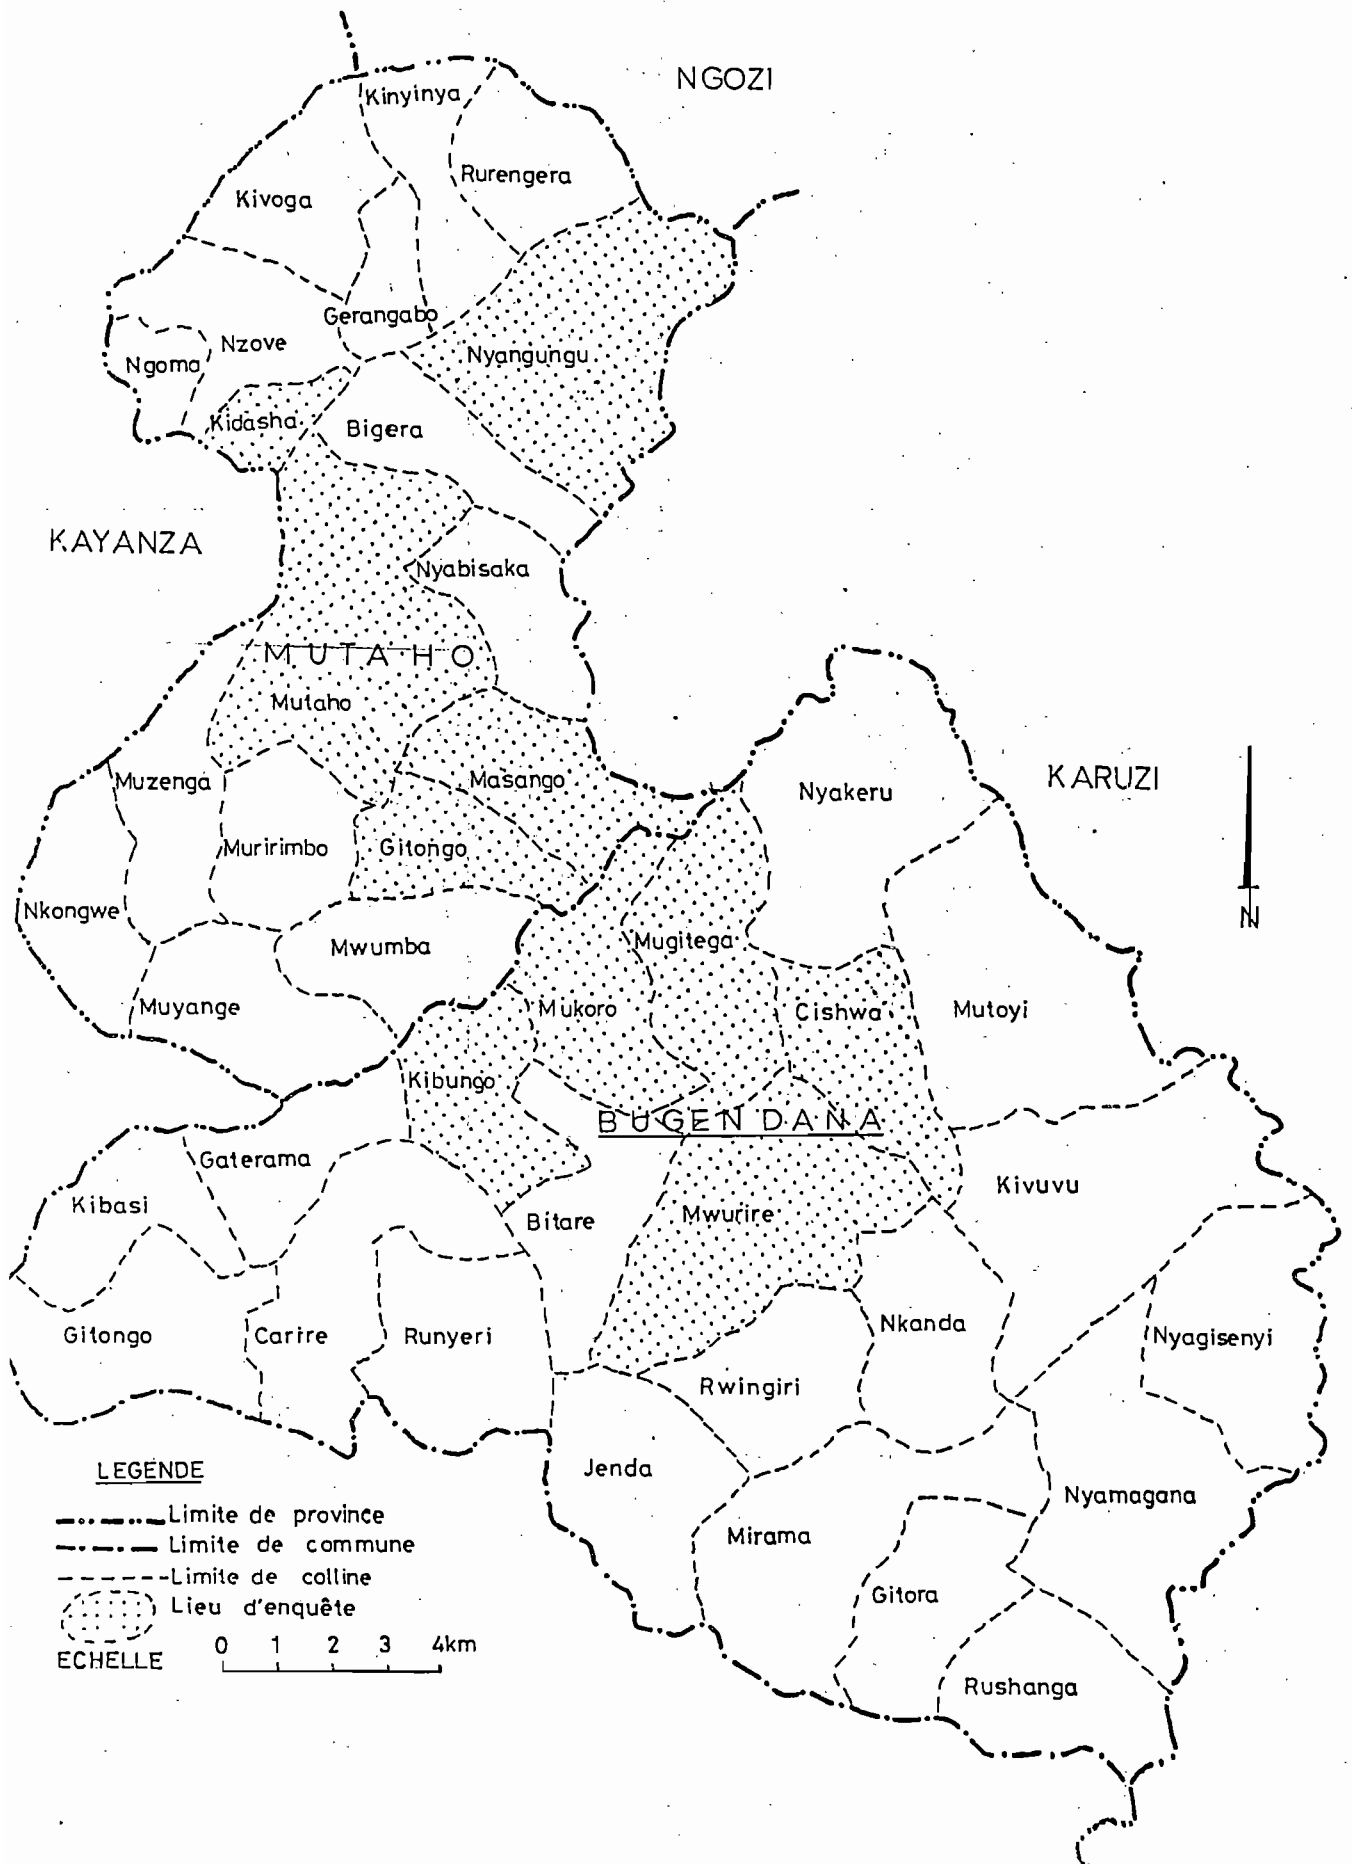 NGOZI
Kinyinya
Rurengera
Kivoga
Gerangabo
Nzove
Ngoma
Nyangungu
Kidasha
Bigera
KAYANZA
Nyabisaka
MUTAHO
Mutaho
Muzenga
Masango
KARUZI
Nyakeru
Muririmbo
Gitongo
Nkongwe
N
Mwumba
Mugitega
Muyange
Mukoro
Cishwa
Mutoyi
Kibungo
BUGENDANA
Gaterama
Kibasi
Kivuvu
Bitare
Mwurire
Gitongo
Carire
Runyeri
Nkanda
Nyagisenyi
Rwingiri
Jenda
Nyamagana
Mirama
Gitora
Rushanga
LEGENDE
Limite de province
Limite de commune
Limite de colline
Lieu d'enquête
ECHELLE
0 1 2 3 4km